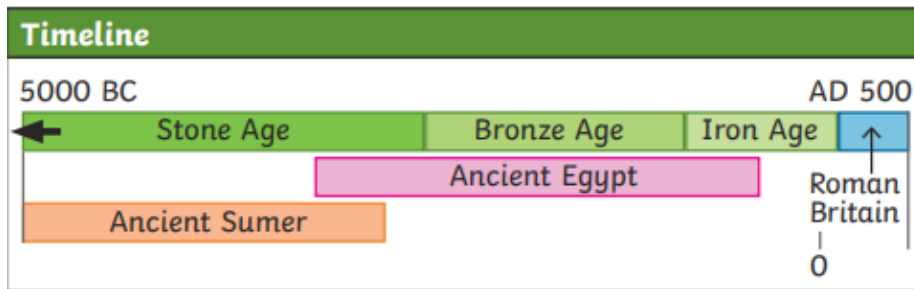 Timeline
5000 BC
AD 500
Stone Age
Bronze Age
Iron Age
Ancient Egypt
Roman
Britain
Ancient Sumer
0